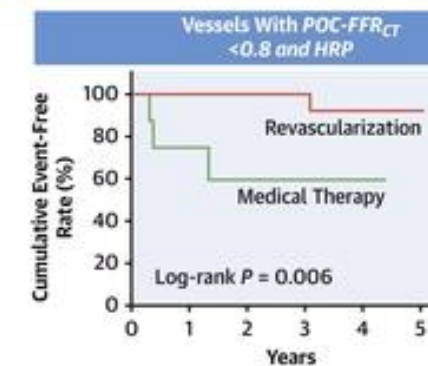 Vessels With POC-FFRCT
<0.8 and HRP
Cumulative Event-Free
Rate (%)
100
80
60
40
20
0
Revascularization
Medical Therapy
Log-rank P = 0.006
0 1 2 3 4 5
Years